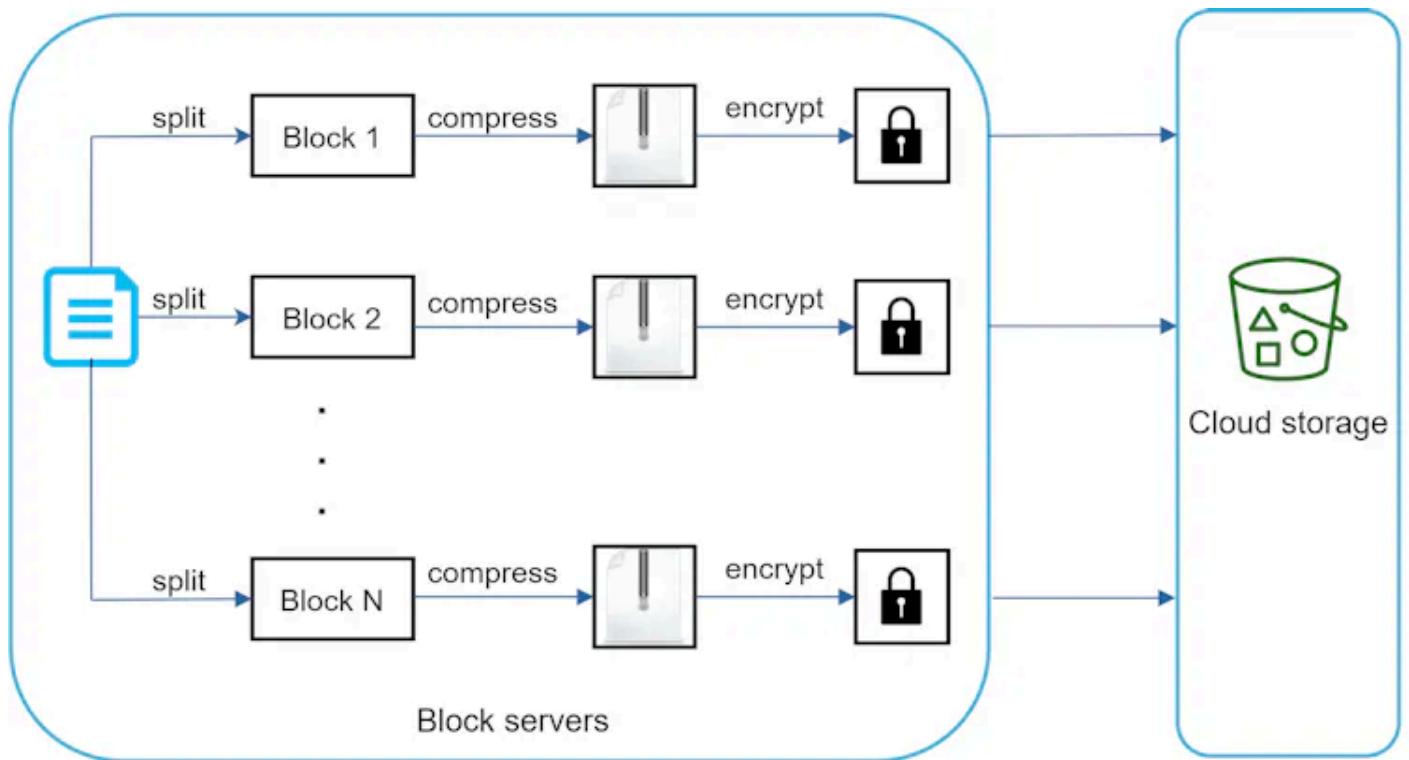 split
Block 1
compress
encrypt
split
Block 2
compress
encrypt
.
.
.
split
Block N
compress
encrypt
Block servers
Cloud storage